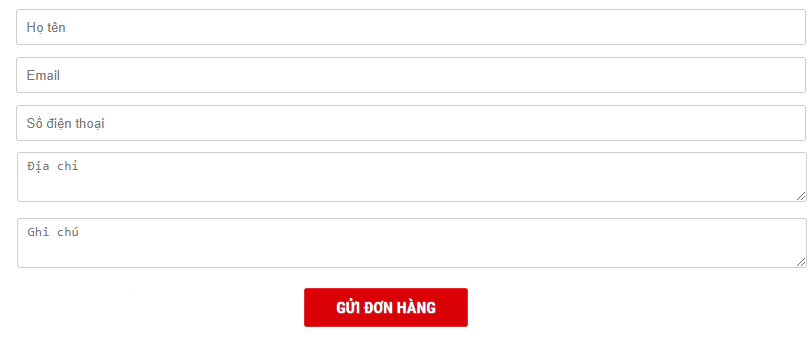 Họ tên
Email
Số điện thoại
Địa chỉ
Ghi chú
GỬI ĐƠN HÀNG